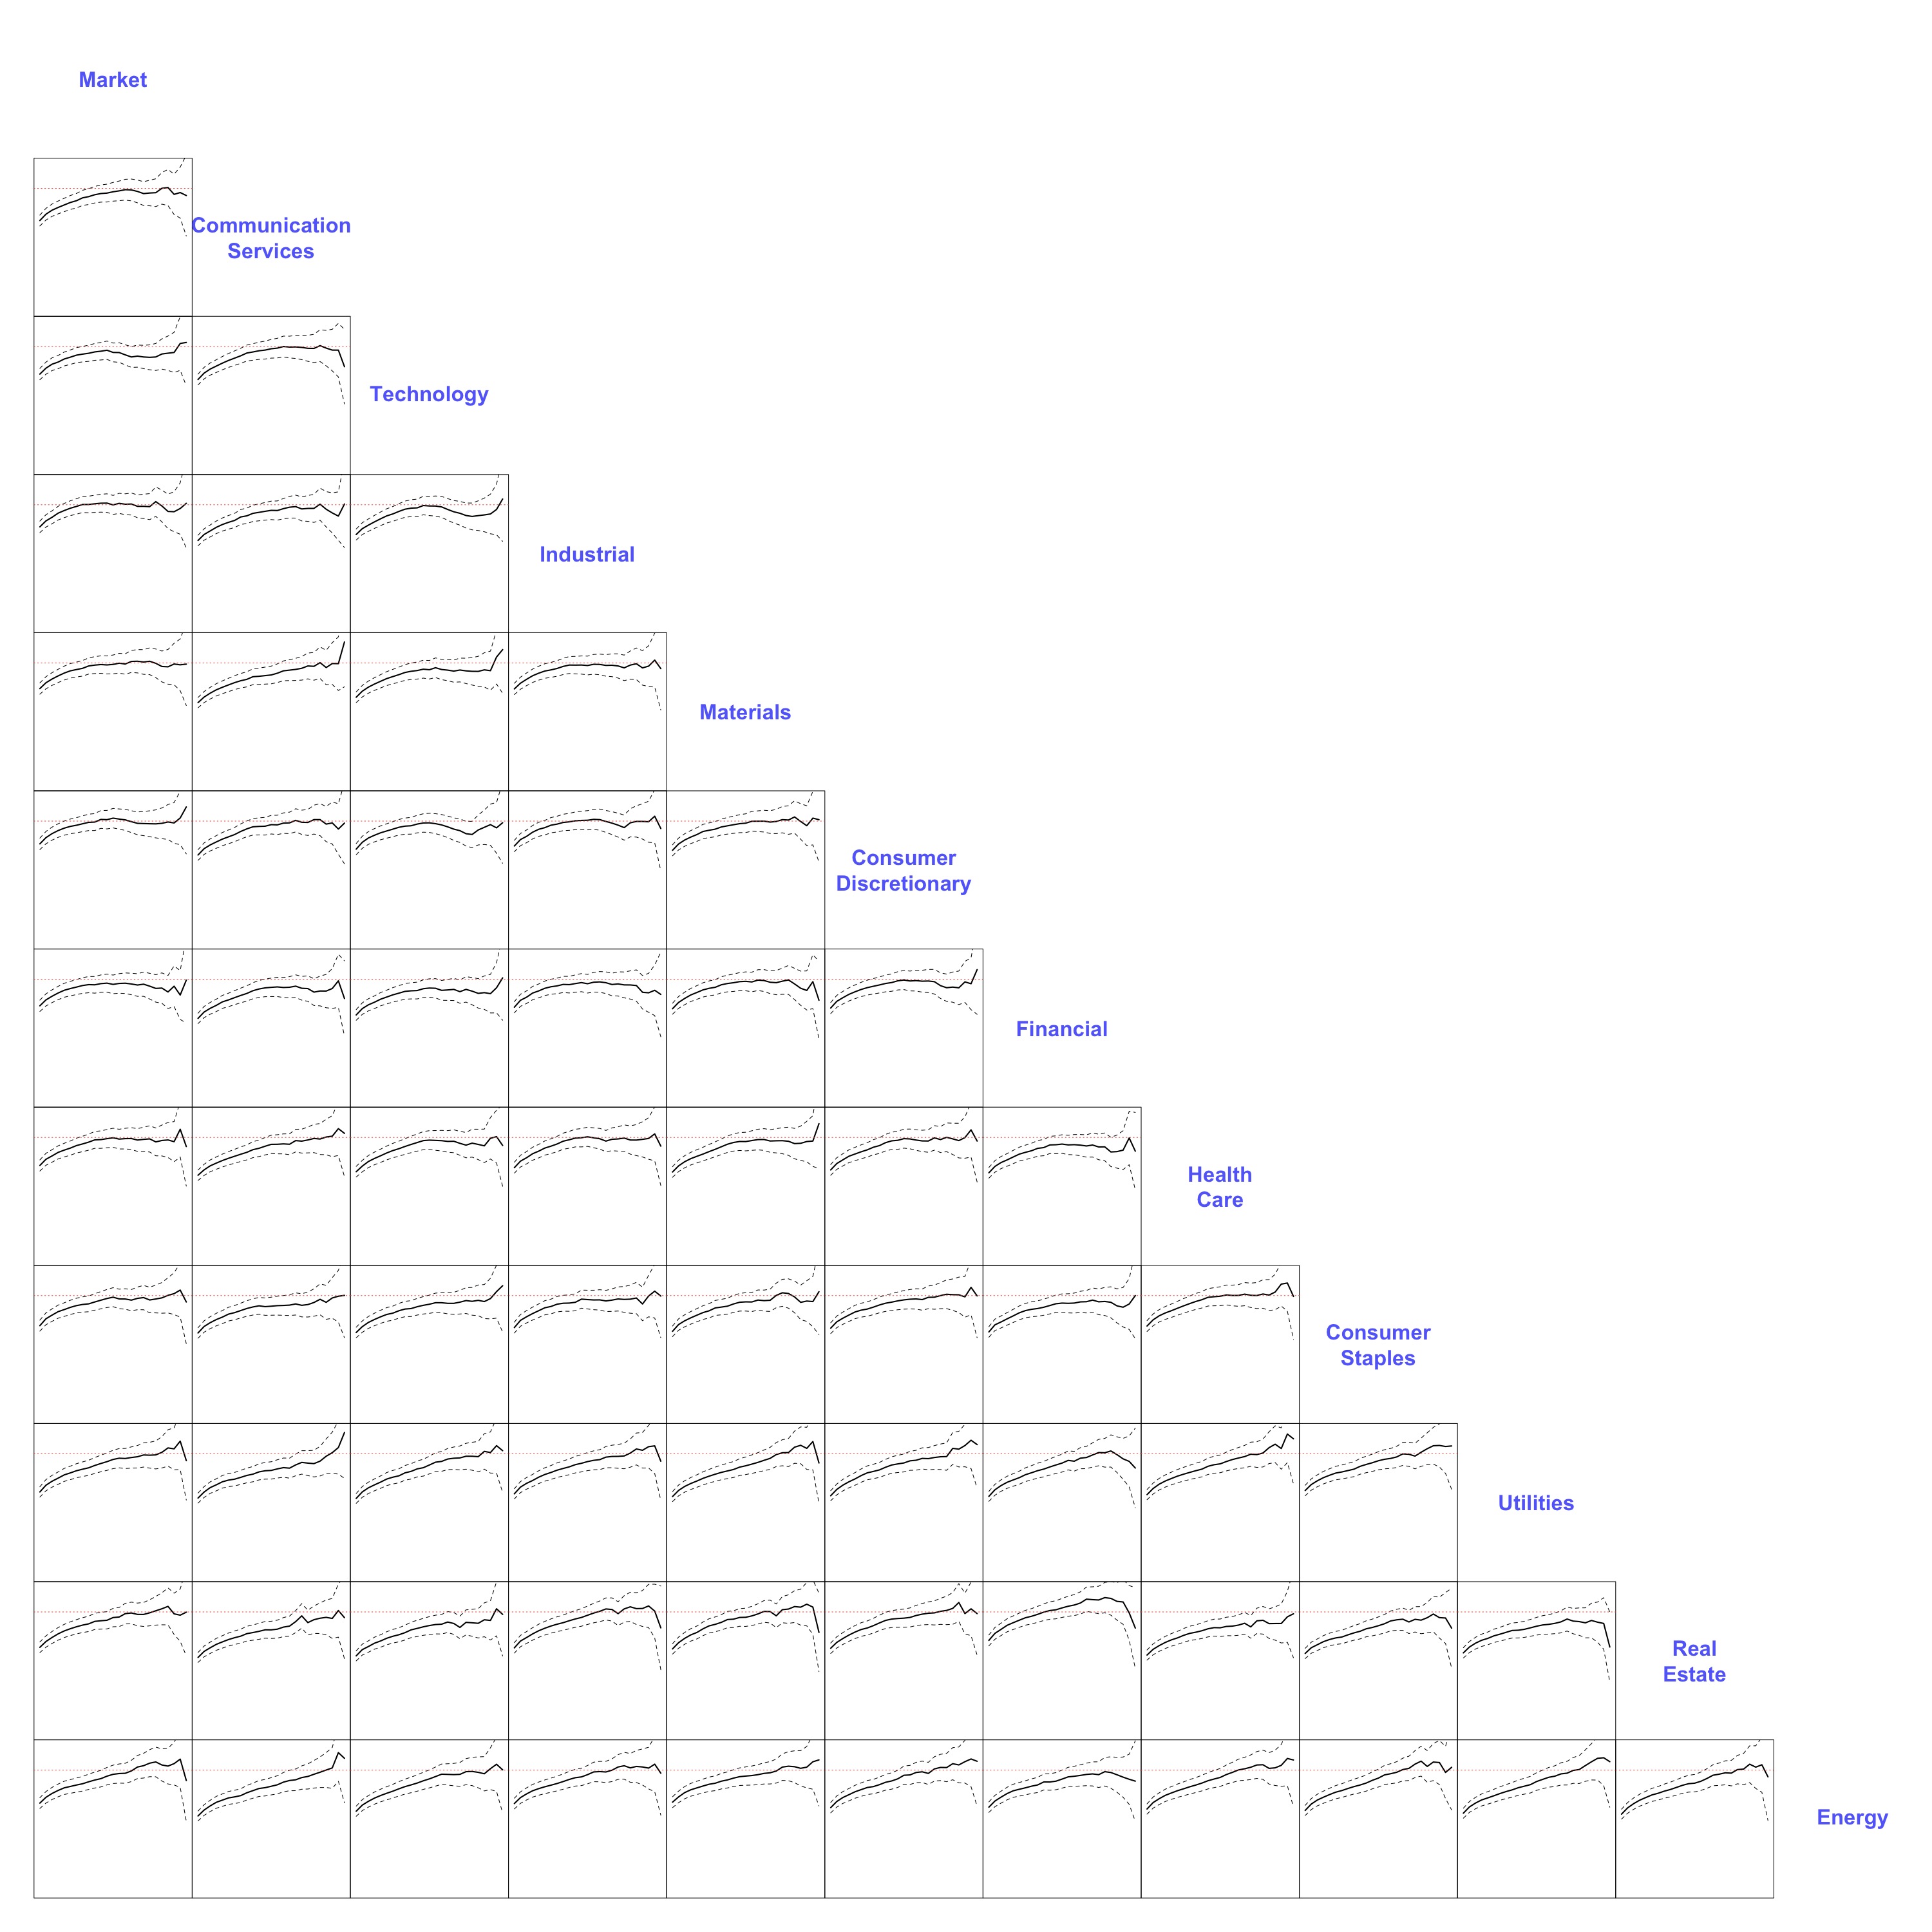 Market
Communication
Services
Technology
Industrial
Materials
Consumer
Discretionary
Financial
Health
Care
Consumer
Staples
Utilities
Real
Estate
Energy